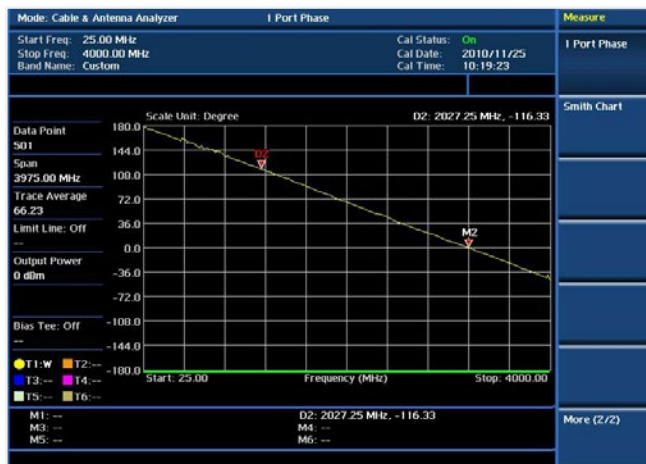 Mode: Cable & Antenna Analyzer 1 Port Phase Measure
Start Freq: 25.00 MHz Cal Status: On
Stop Freq: 4000.00 MHz Cal Date: 2010/11/25
Band Name: Custom Cal Time: 10:19:23
1 Port Phase
Smith Chart
Scale Unit: Degree D2: 2027.25 MHz, -116.33
Data Point
501
Span
3975.00 MHz
Trace Average
66.23
Limit Line: Off
--
Output Power
0 dBm
Bias Tee: Off
--
T1:W T2:--
T3:-- T4:--
T5:-- T6:--
180.0
144.0
108.0
72.0
36.0
0.0
-36.0
-72.0
-108.0
-144.0
-180.0
D2
M2
Start: 25.00 Frequency (MHz) Stop: 4000.00
M1: -- D2: 2027.25 MHz, -116.33
M3: -- M4: --
M5: -- M6: --
More (2/2)